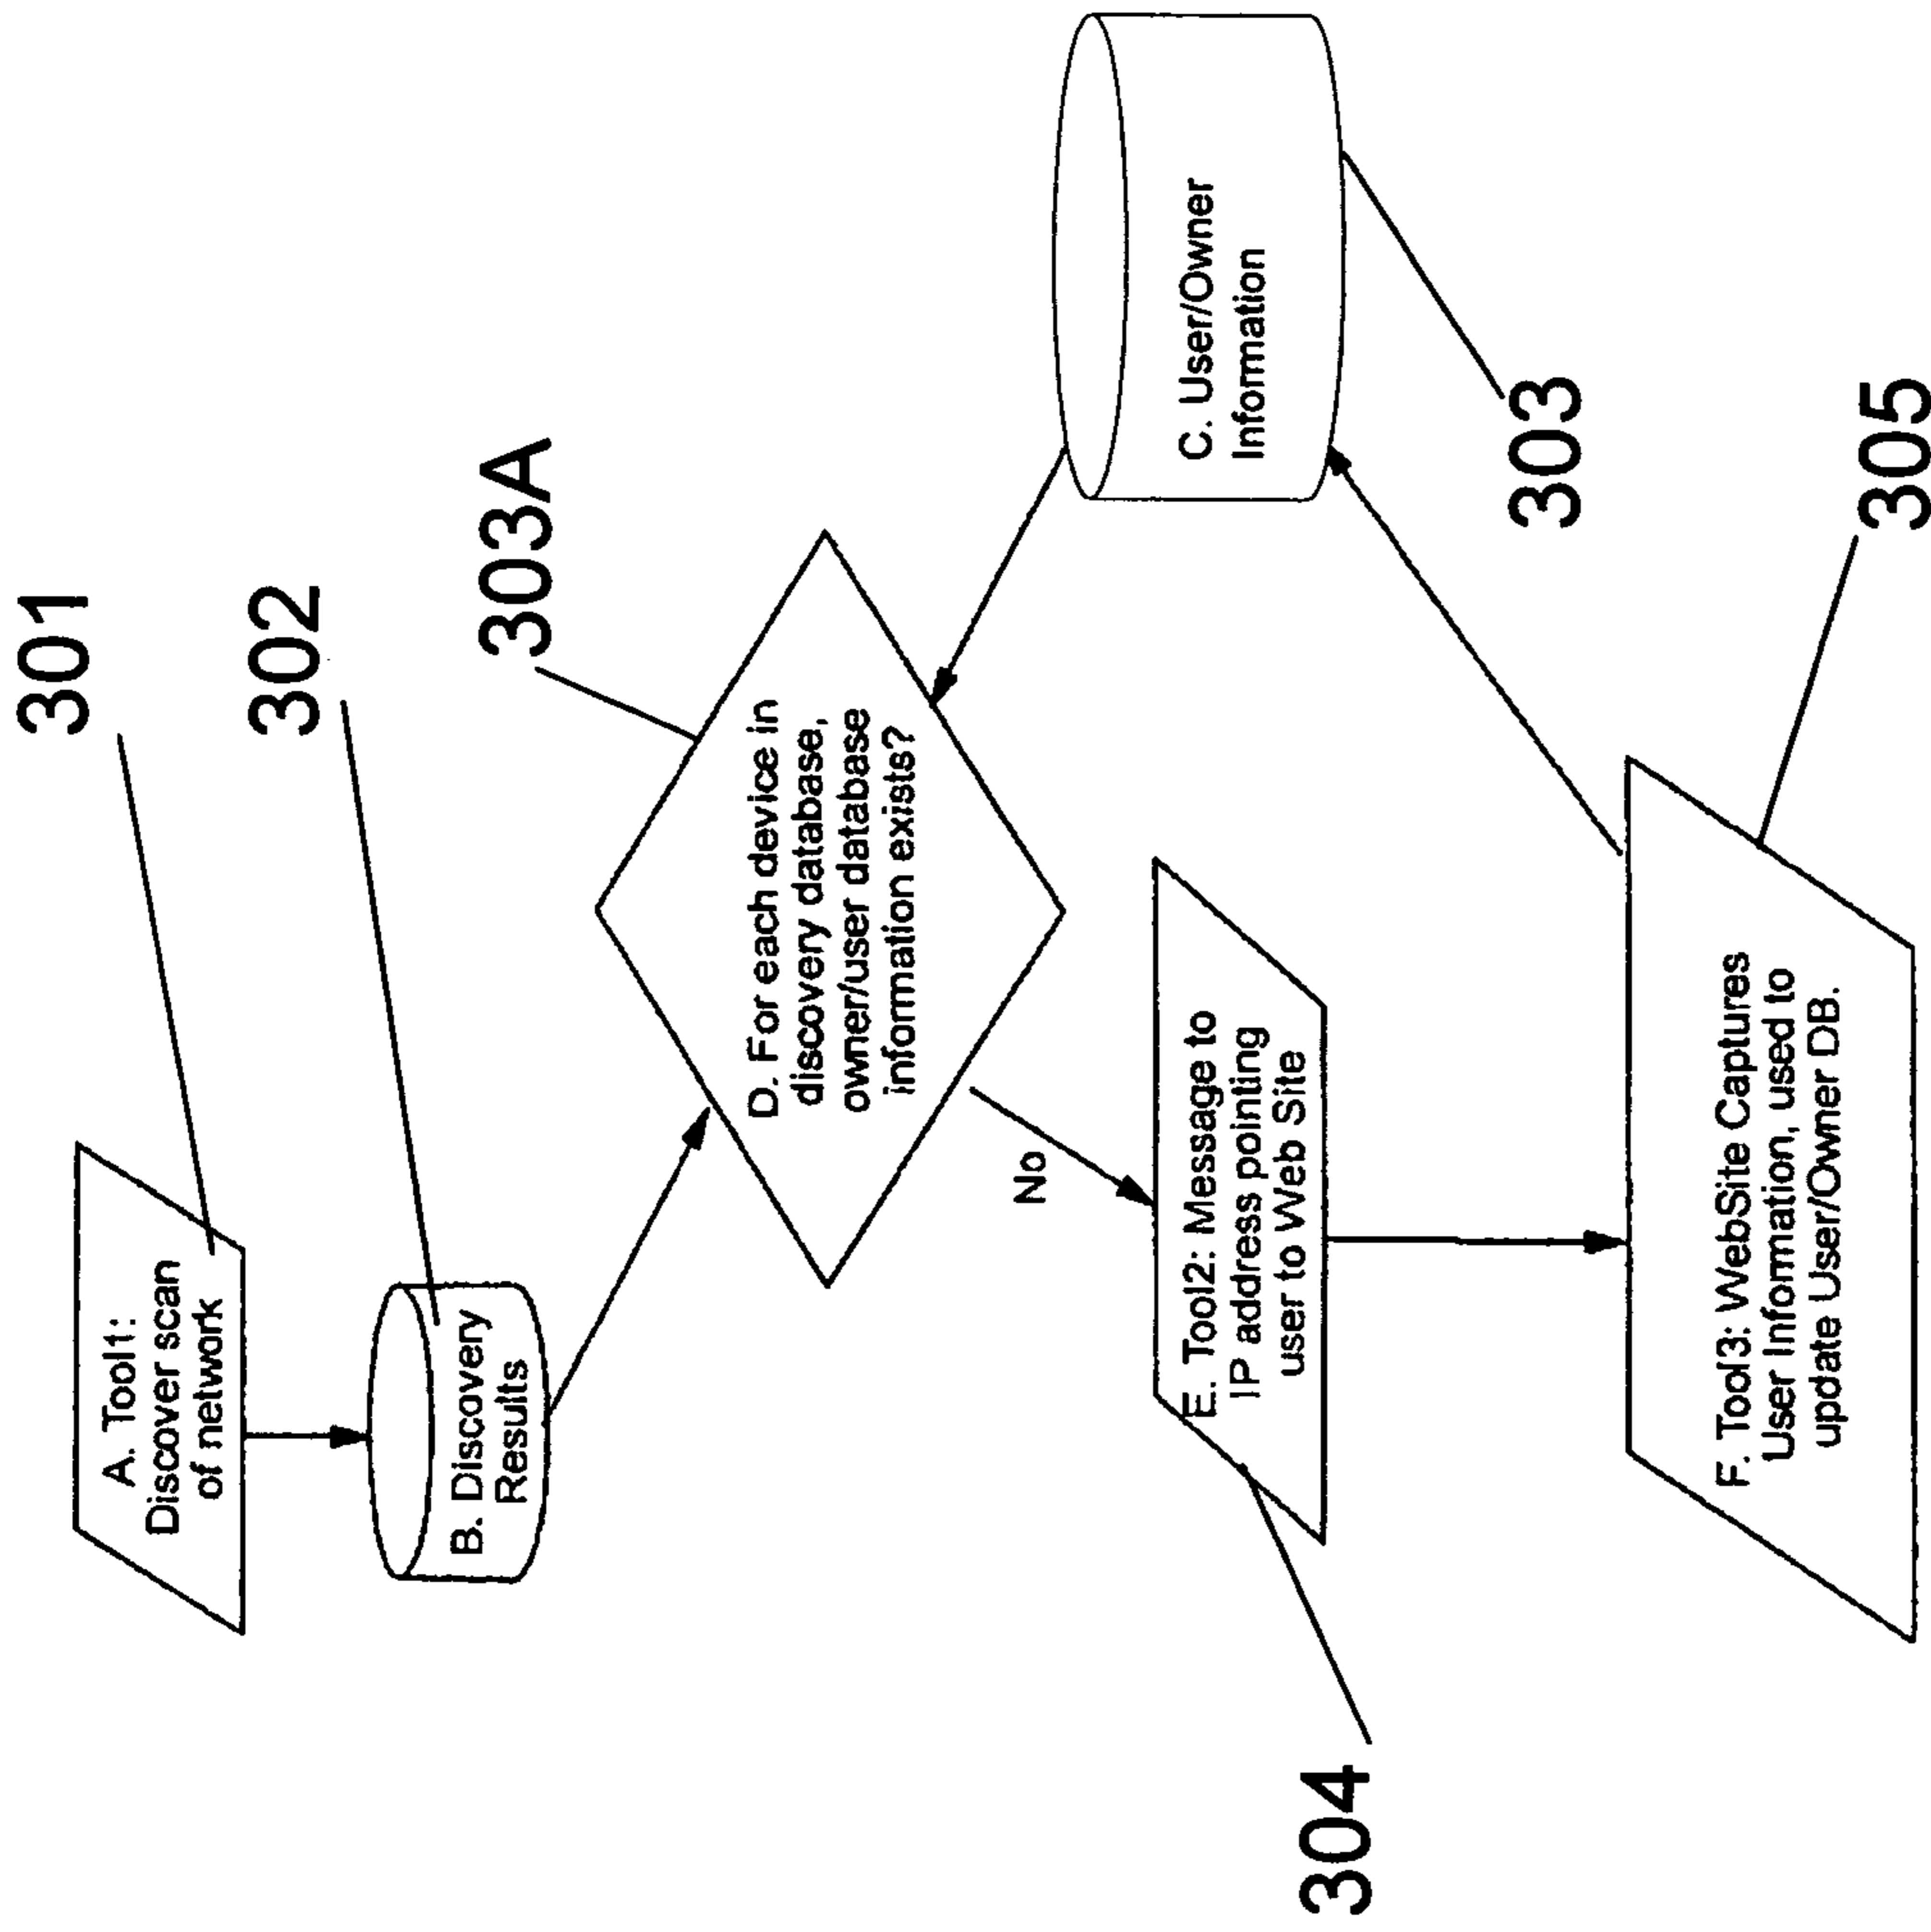 301
A. Tool1:
Discover scan
of network
302
B. Discovery
Results
303A
D. For each device in
discovery database,
owner/user database
information exists?
C. User/Owner
Information
303
No
E. Tool2: Message to
IP address pointing
user to Web Site
304
F. Tool3: WebSite Captures
User Information, used to
update User/Owner DB.
305